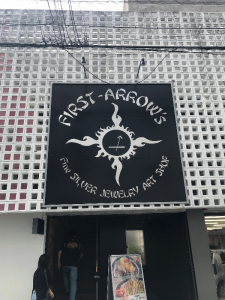 FIRST-ARROW'S
FINE SILVER JEWELRY ART SHOP